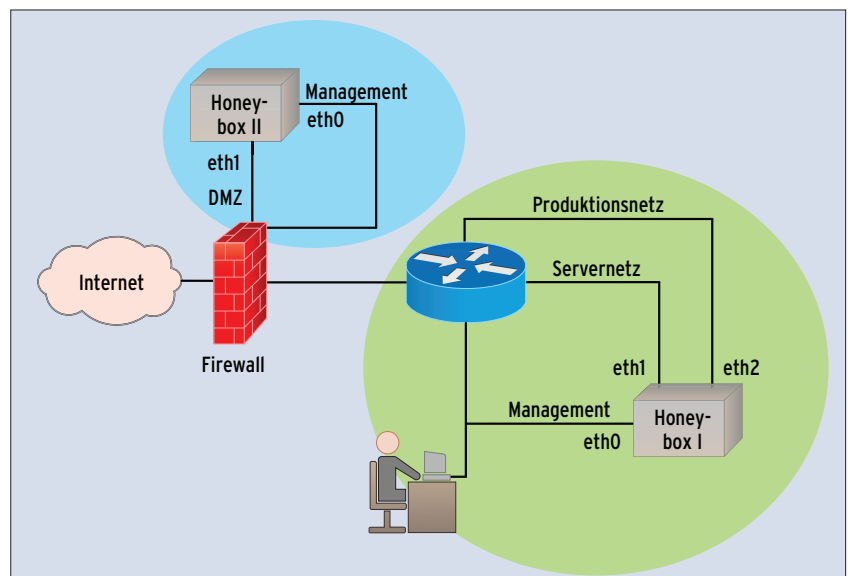 Management
Honey-
box II
eth0
eth1
DMZ
Produktionsnetz
Internet
Servernetz
Firewall
eth1
eth2
Management
Honey-
box I
eth0